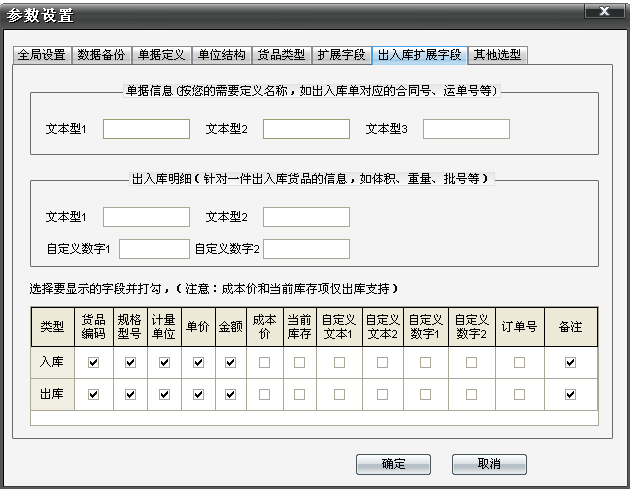 参数设置
全局设置 数据备份 单据定义 单位结构 货品类型 扩展字段 出入库扩展字段 其他选型
单据信息(按您的需要定义名称，如出入库单对应的合同号、运单号等)
文本型1 文本型2 文本型3
出入库明细(针对一件出入库货品的信息，如体积、重量、批号等)
文本型1 文本型2
自定义数字1 自定义数字2
选择要显示的字段并打勾，(注意：成本价和当前库存项仅出库支持)
类型 货品编码 规格型号 计量单位 单价 金额 成本价 当前库存 自定义文本1 自定义文本2 自定义数字1 自定义数字2 订单号 备注
入库
出库
确定 取消